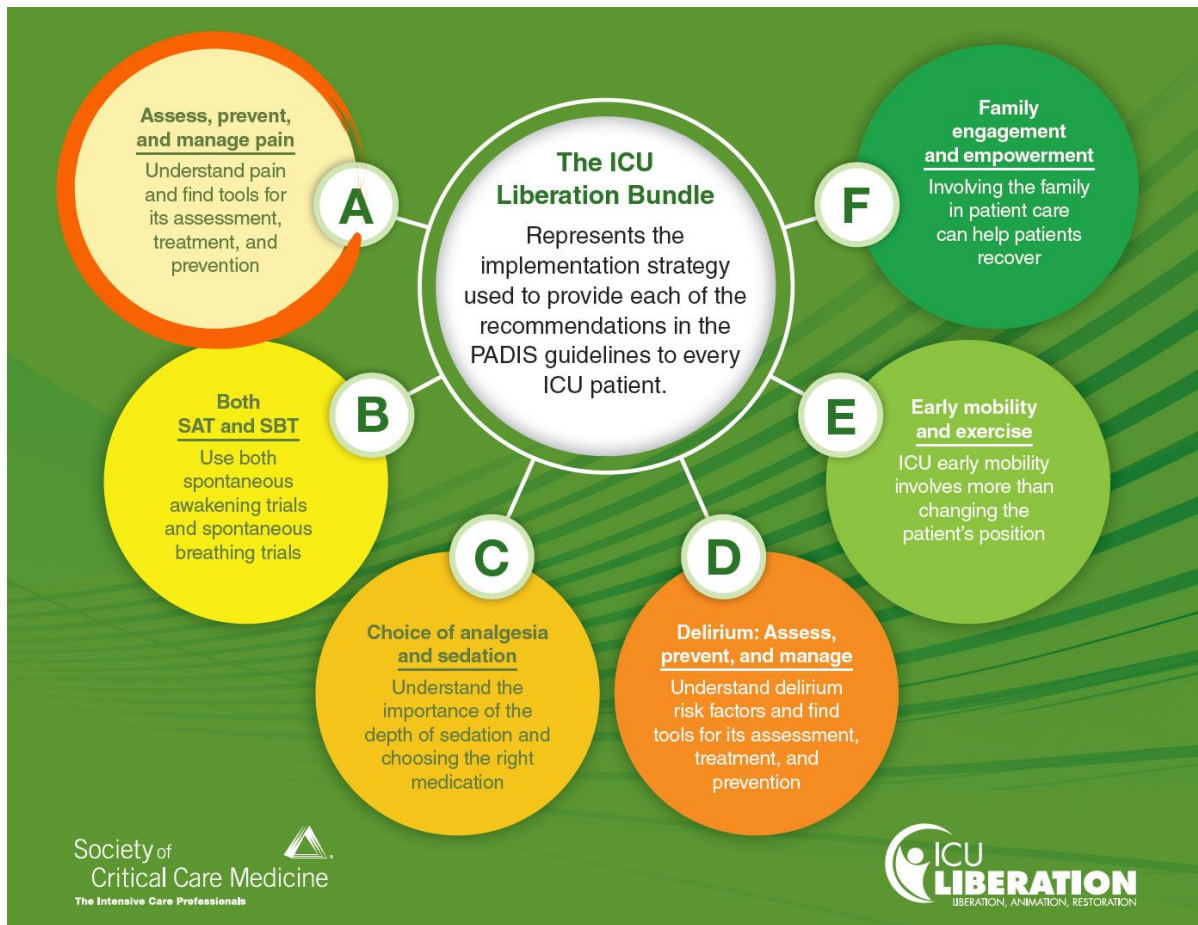 The ICU
Liberation Bundle
Represents the
implementation strategy
used to provide each of the
recommendations in the
PADIS guidelines to every
ICU patient.
A
Assess, prevent,
and manage pain
Understand pain
and find tools for
its assessment,
treatment, and
prevention
B
Both
SAT and SBT
Use both
spontaneous
awakening trials
and spontaneous
breathing trials
C
Choice of analgesia
and sedation
Understand the
importance of the
depth of sedation and
choosing the right
medication
D
Delirium: Assess,
prevent, and manage
Understand delirium
risk factors and find
tools for its assessment,
treatment, and
prevention
E
Early mobility
and exercise
ICU early mobility
involves more than
changing the
patient's position
F
Family
engagement
and empowerment
Involving the family
in patient care
can help patients
recover
Society of
Critical Care Medicine
The Intensive Care Professionals
ICU
LIBERATION
LIBERATION, ANIMATION, RESTORATION